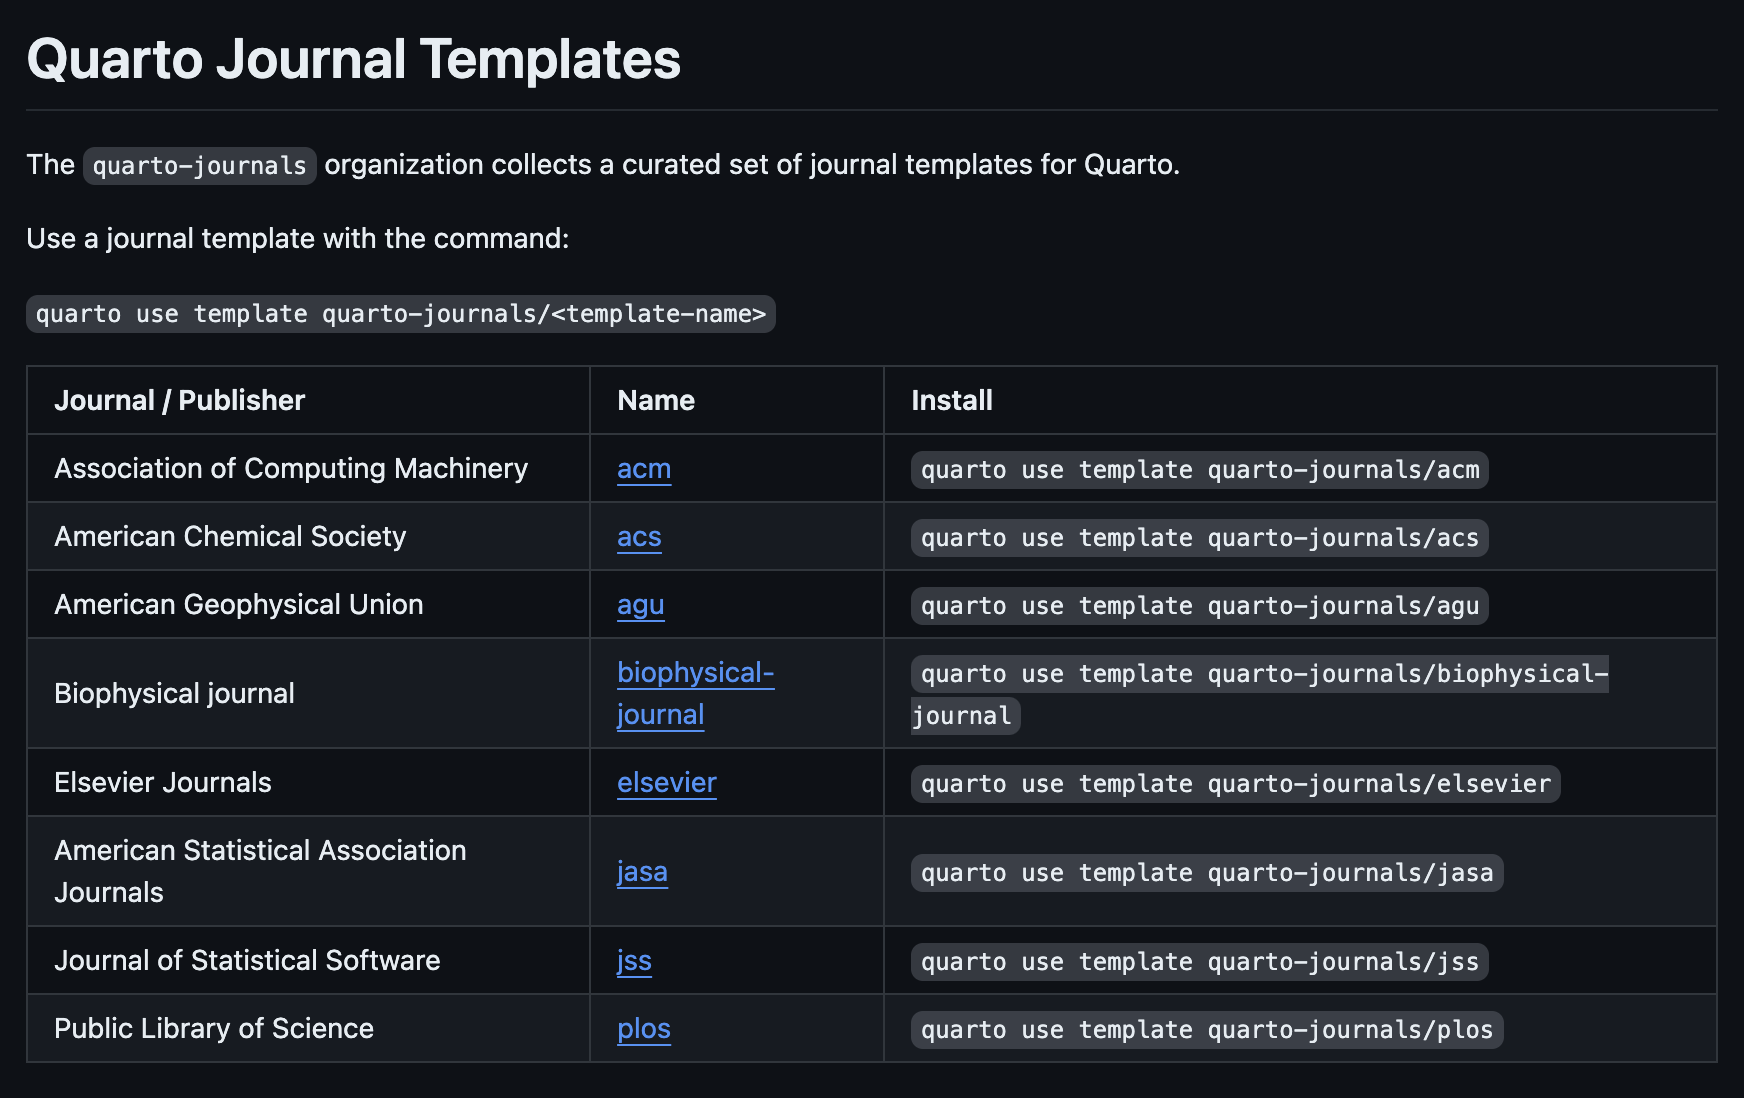 Quarto Journal Templates
The quarto-journals organization collects a curated set of journal templates for Quarto.
Use a journal template with the command:
quarto use template quarto-journals/<template-name>
Journal / Publisher Name Install
Association of Computing Machinery acm quarto use template quarto-journals/acm
American Chemical Society acs quarto use template quarto-journals/acs
American Geophysical Union agu quarto use template quarto-journals/agu
Biophysical journal biophysical-journal quarto use template quarto-journals/biophysical-journal
Elsevier Journals elsevier quarto use template quarto-journals/elsevier
American Statistical Association Journals jasa quarto use template quarto-journals/jasa
Journal of Statistical Software jss quarto use template quarto-journals/jss
Public Library of Science plos quarto use template quarto-journals/plos